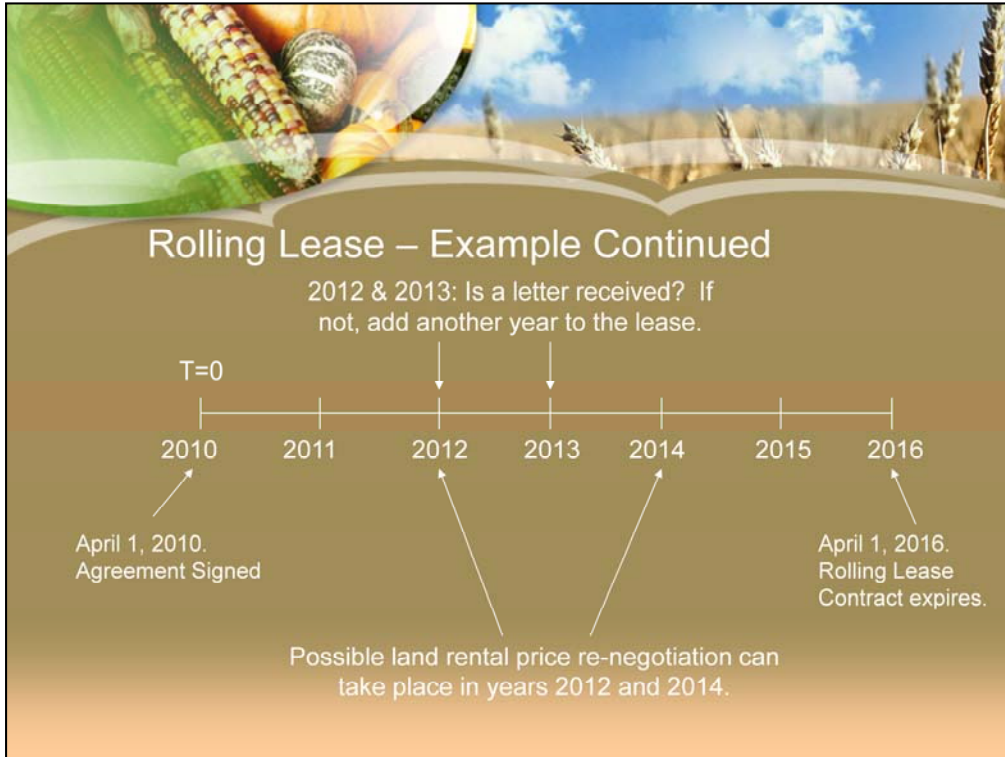 Rolling Lease – Example Continued
2012 & 2013: Is a letter received?  If
not, add another year to the lease.
T=0
2010
2011
2012
2013
2014
2015
2016
April 1, 2010.
Agreement Signed
April 1, 2016.
Rolling Lease
Contract expires.
Possible land rental price re-negotiation can
take place in years 2012 and 2014.